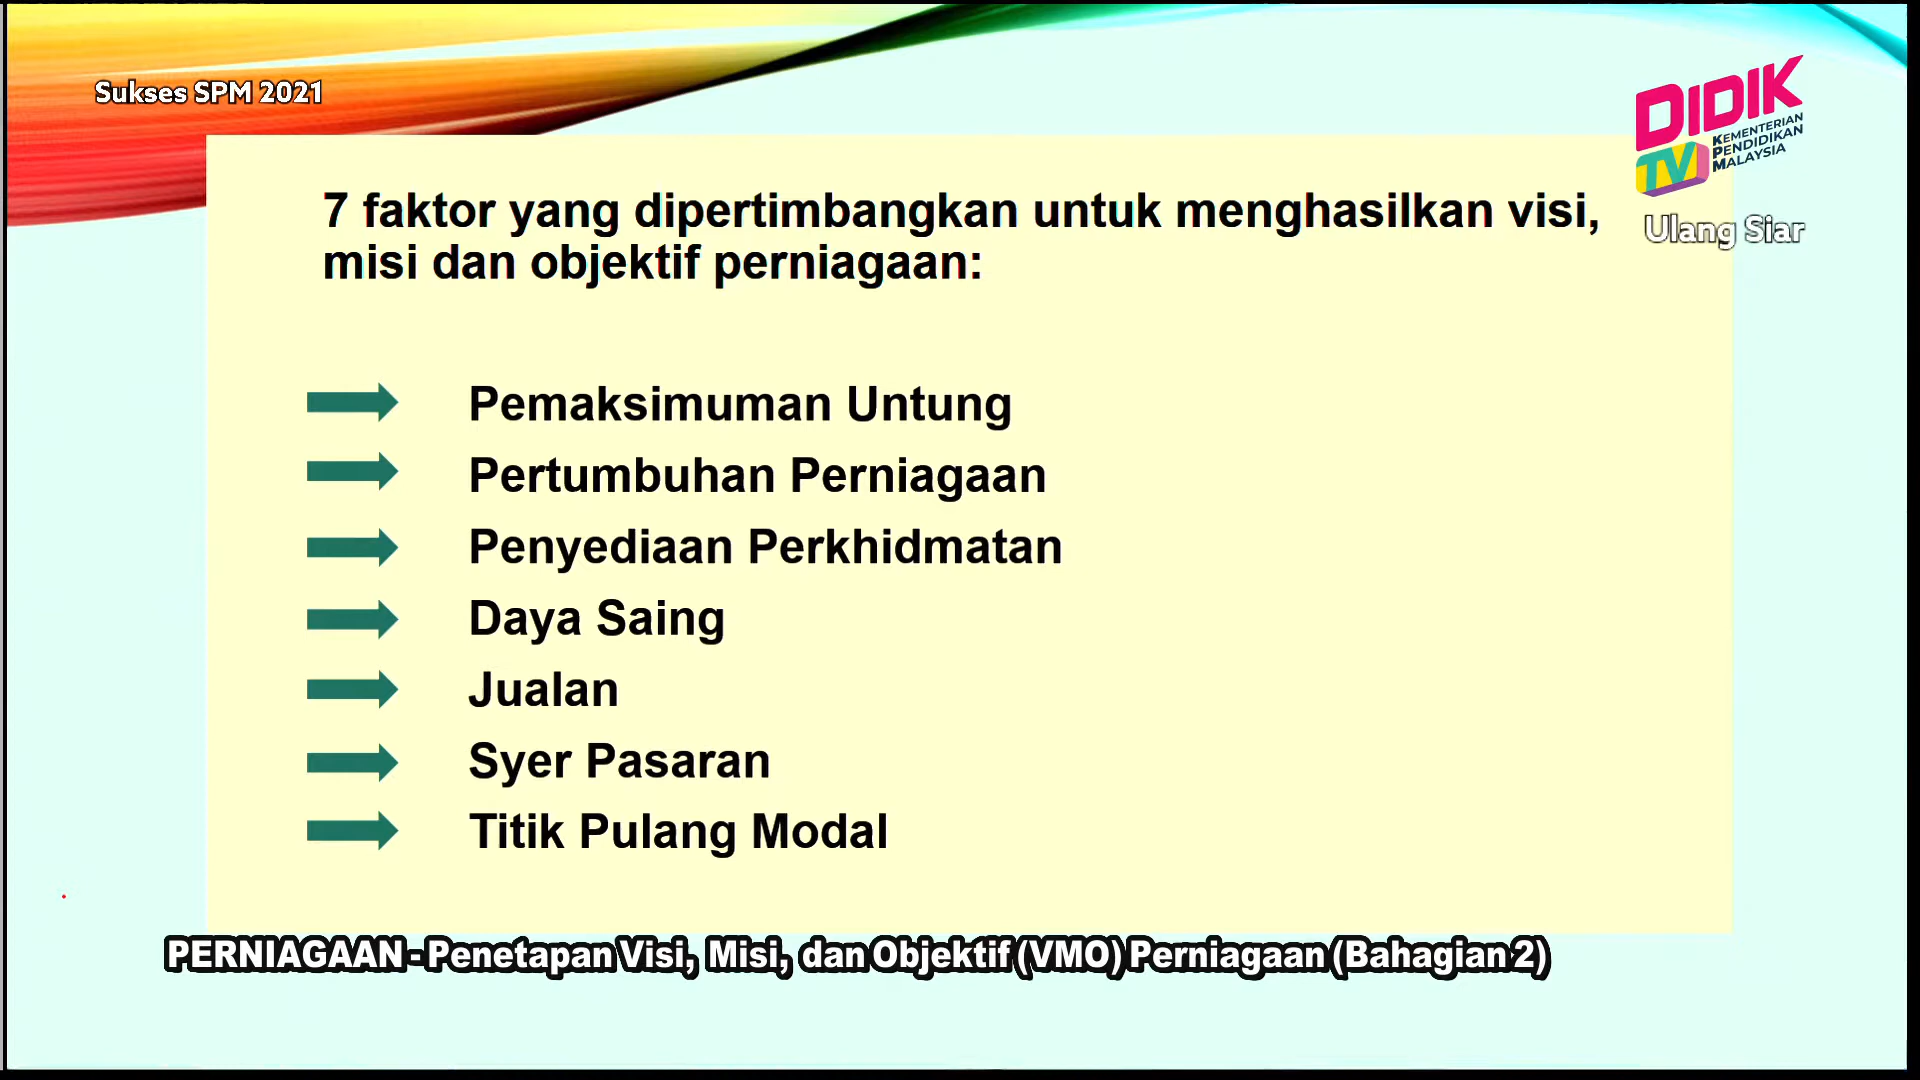 Sukses SPM 2021
DIDIK
TV
KEMENTERIAN
PENDIDIKAN
MALAYSIA
Ulang Siar
7 faktor yang dipertimbangkan untuk menghasilkan visi,
misi dan objektif perniagaan:
Pemaksimuman Untung
Pertumbuhan Perniagaan
Penyediaan Perkhidmatan
Daya Saing
Jualan
Syer Pasaran
Titik Pulang Modal
PERNIAGAAN - Penetapan Visi, Misi, dan Objektif (VMO) Perniagaan (Bahagian 2)